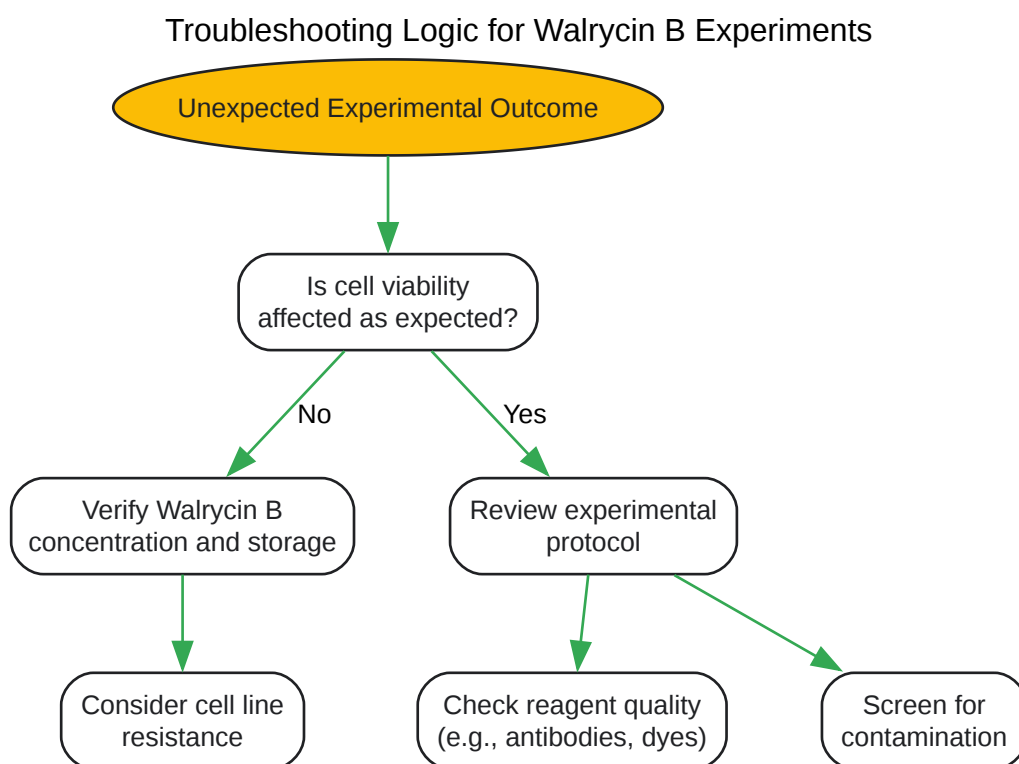 Troubleshooting Logic for Walrycin B Experiments
Unexpected Experimental Outcome
Is cell viability
affected as expected?
No
Yes
Verify Walrycin B
concentration and storage
Review experimental
protocol
Consider cell line
resistance
Check reagent quality
(e.g., antibodies, dyes)
Screen for
contamination